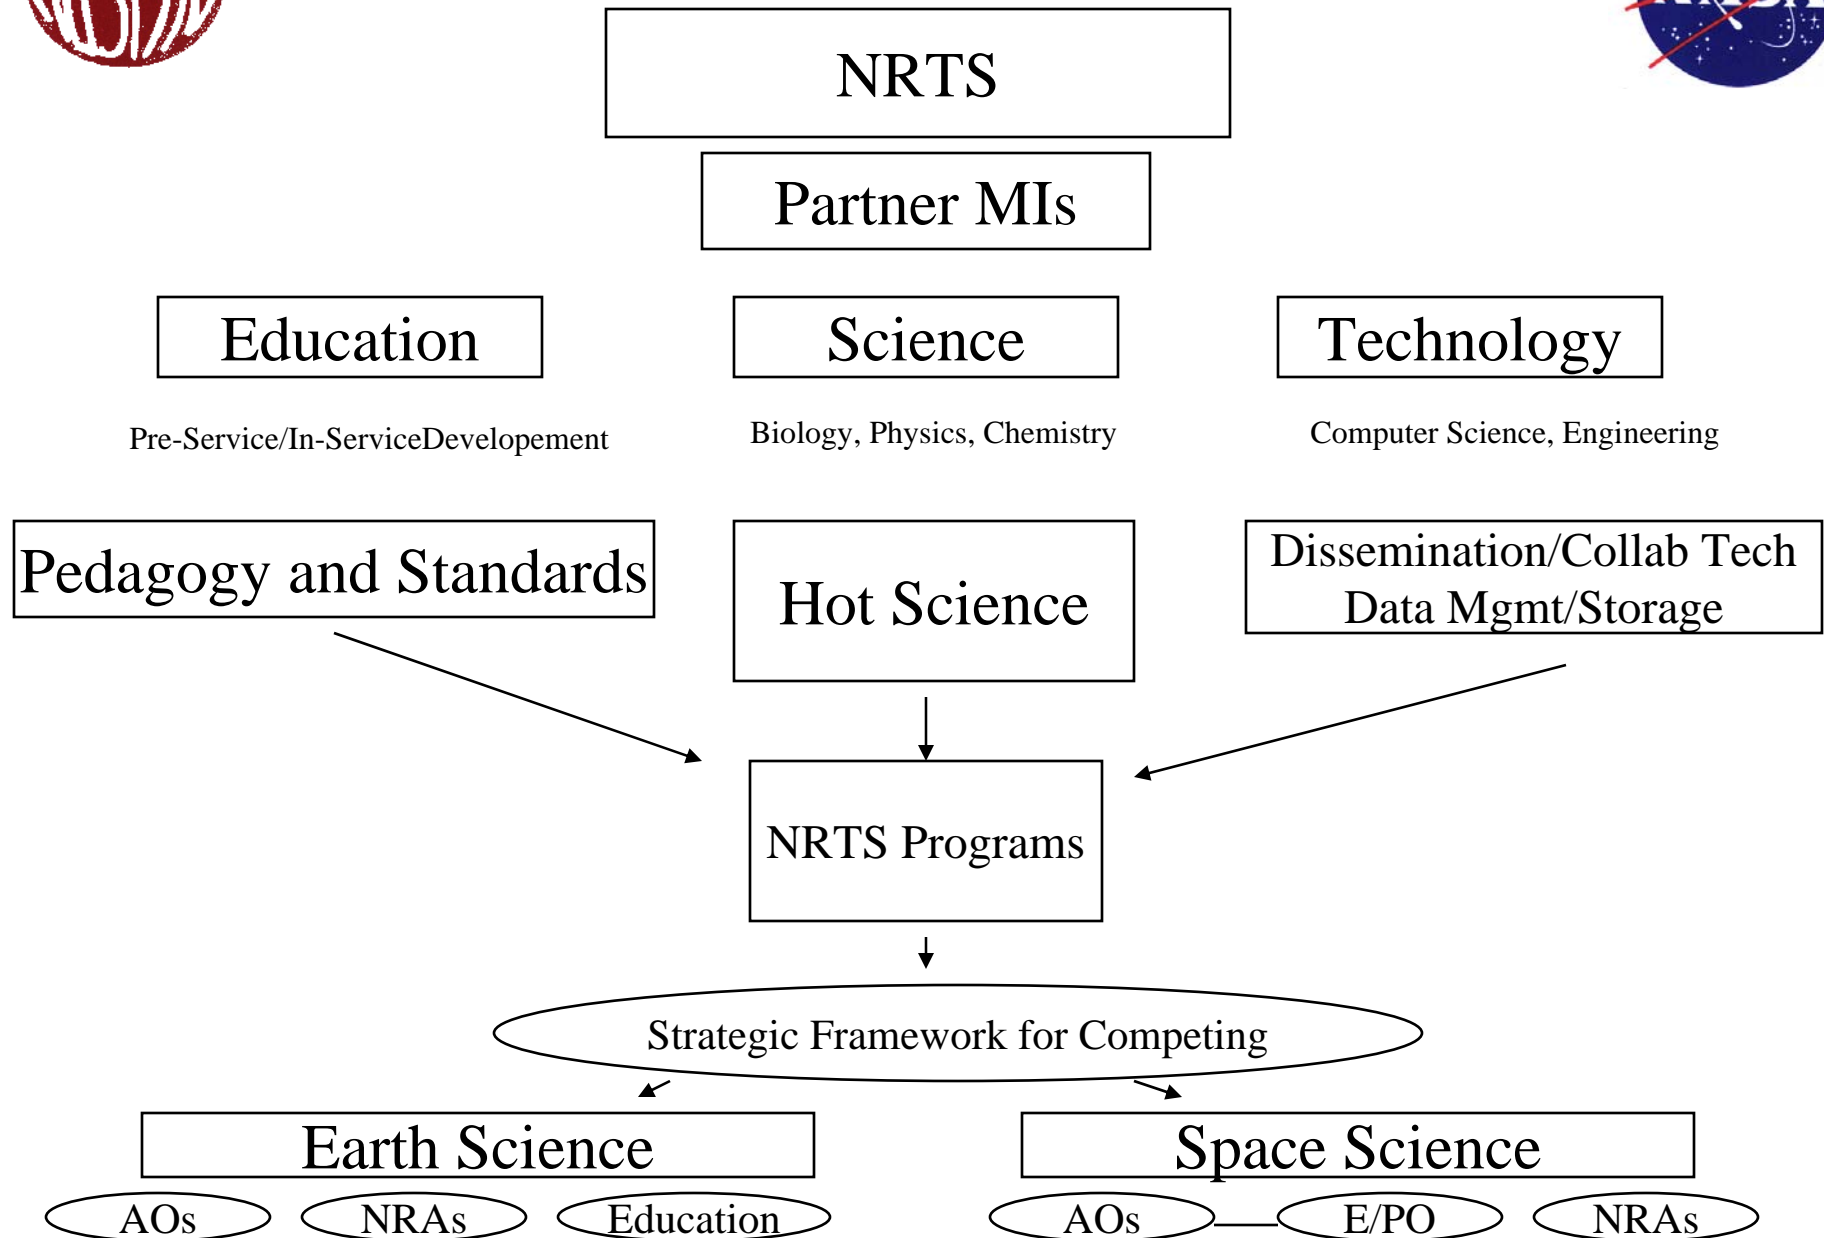 NRTS
Partner MIs
Education
Science
Technology
Pre-Service/In-ServiceDevelopement
Biology, Physics, Chemistry
Computer Science, Engineering
Pedagogy and Standards
Hot Science
Dissemination/Collab Tech
Data Mgmt/Storage
NRTS Programs
Strategic Framework for Competing
Earth Science
Space Science
AOs
NRAs
Education
AOs
E/PO
NRAs